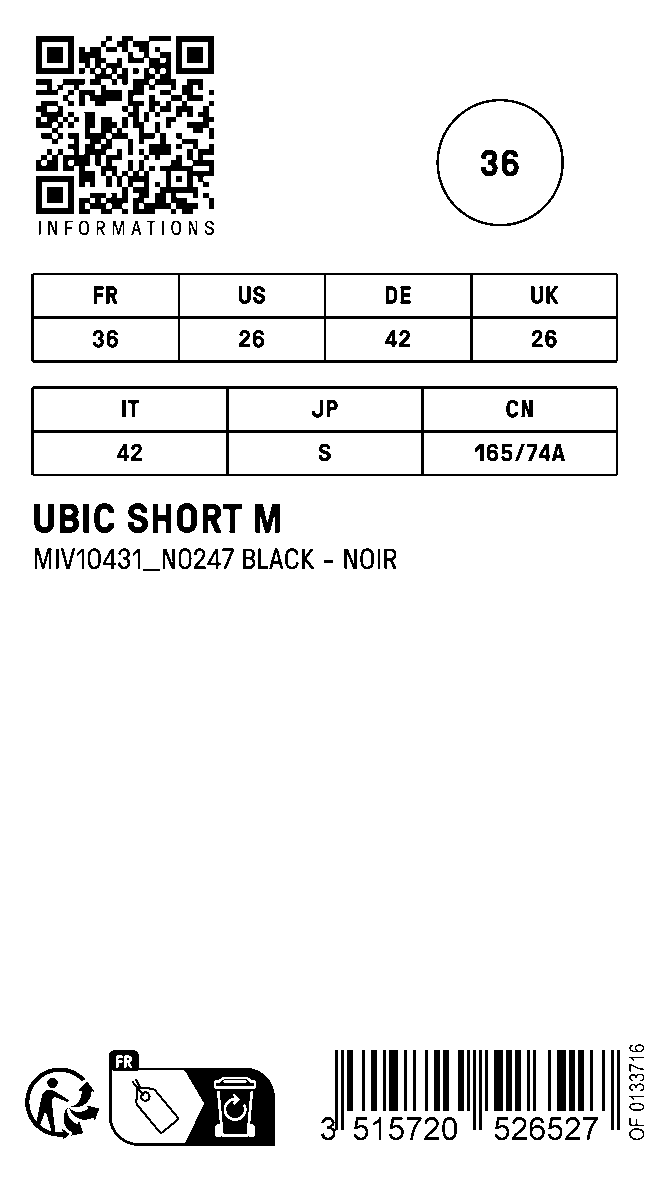 INFORMATIONS
36
FR US DE UK
36 26 42 26
IT JP CN
42 S 165/74A
UBIC SHORT M
MIV10431_N0247 BLACK - NOIR
FR
3 515720 526527
OF 0133716